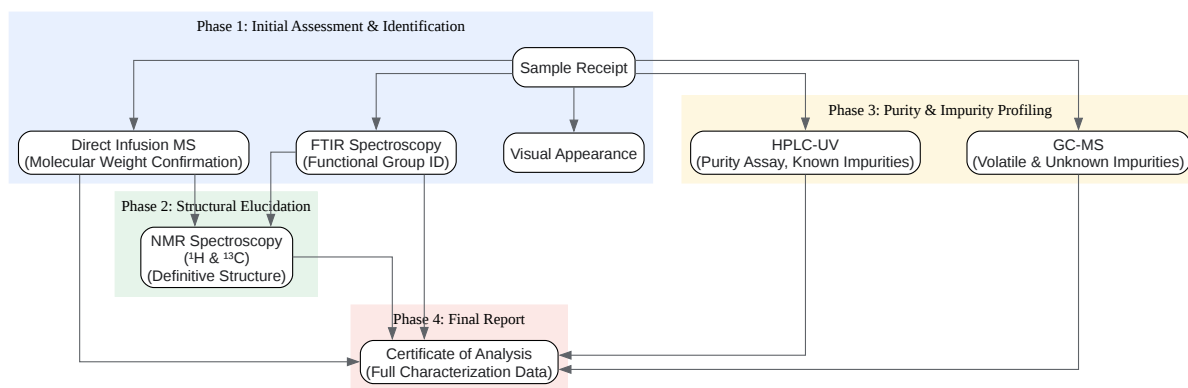 Phase 1: Initial Assessment & Identification
Sample Receipt
Phase 3: Purity & Impurity Profiling
Direct Infusion MS
(Molecular Weight Confirmation)
FTIR Spectroscopy
(Functional Group ID)
Visual Appearance
HPLC-UV
(Purity Assay, Known Impurities)
GC-MS
(Volatile & Unknown Impurities)
Phase 2: Structural Elucidation
NMR Spectroscopy
(¹H & ¹³C)
(Definitive Structure)
Phase 4: Final Report
Certificate of Analysis
(Full Characterization Data)